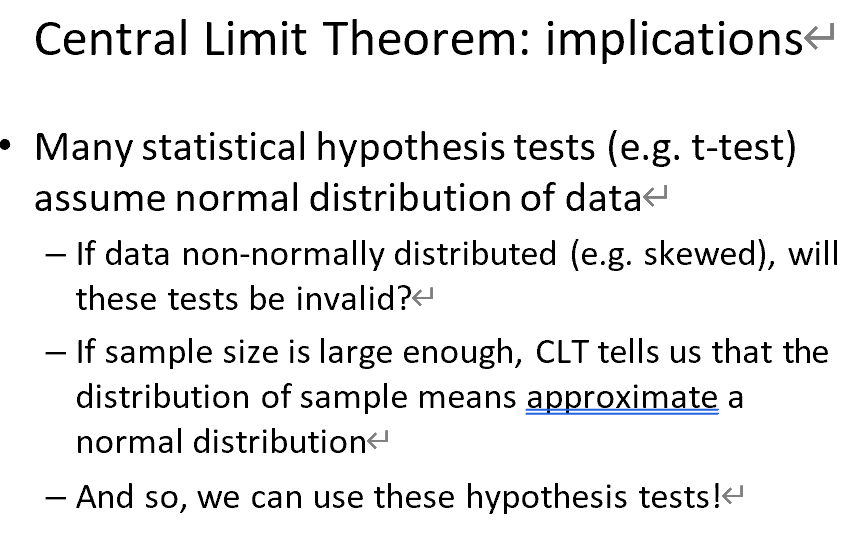 Central Limit Theorem: implications↵
• Many statistical hypothesis tests (e.g. t-test)
assume normal distribution of data↵
– If data non-normally distributed (e.g. skewed), will
these tests be invalid?↵
– If sample size is large enough, CLT tells us that the
distribution of sample means approximate a
normal distribution↵
– And so, we can use these hypothesis tests!↵